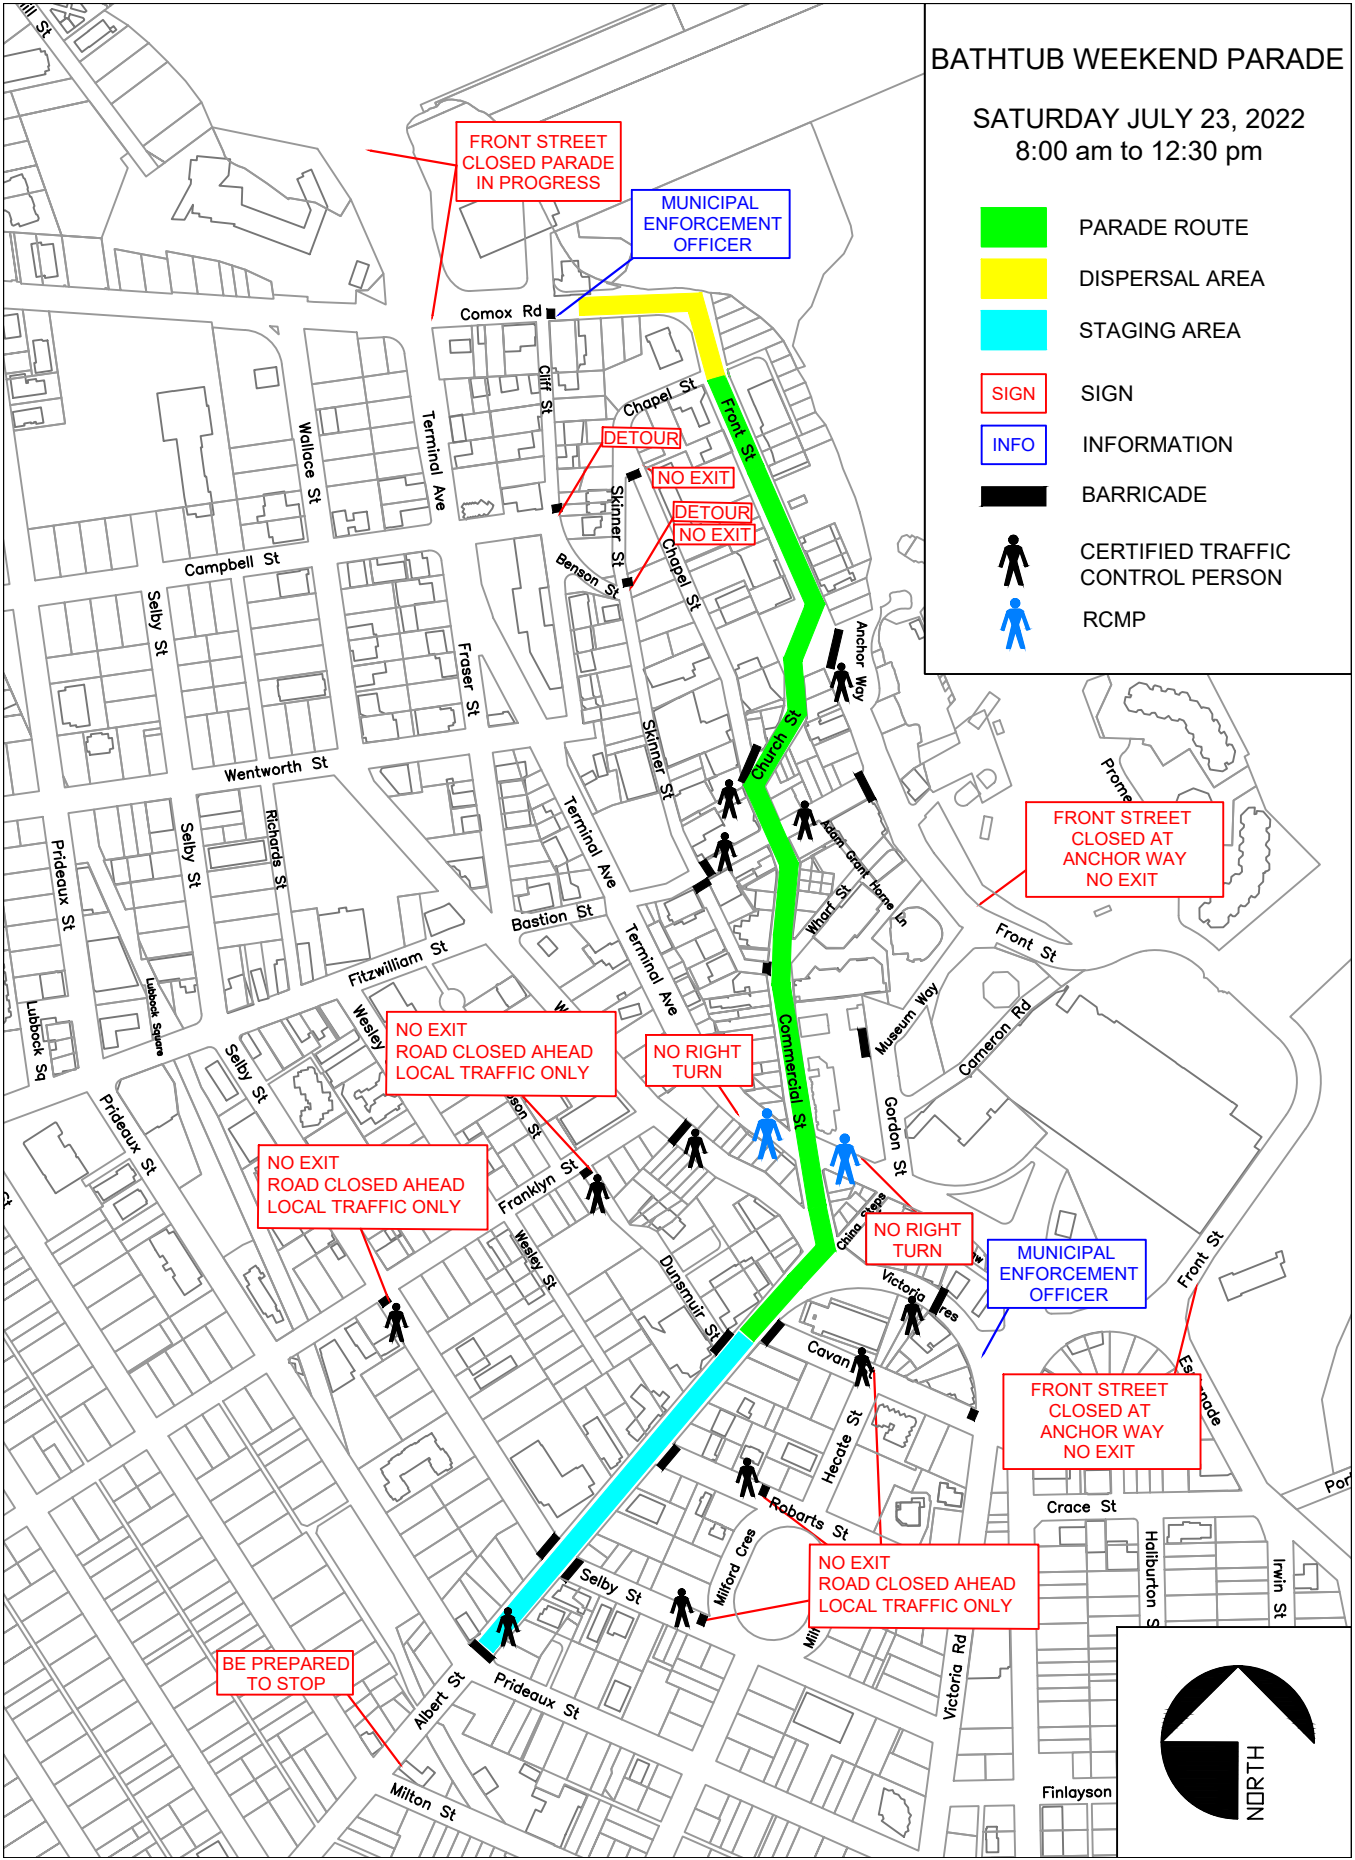 BATHTUB WEEKEND PARADE
SATURDAY JULY 23, 2022
8:00 am to 12:30 pm
PARADE ROUTE
DISPERSAL AREA
STAGING AREA
SIGN
SIGN
INFO
INFORMATION
BARRICADE
CERTIFIED TRAFFIC
CONTROL PERSON
RCMP
FRONT STREET
CLOSED PARADE
IN PROGRESS
MUNICIPAL
ENFORCEMENT
OFFICER
Comox Rd
Cliff St
Chapel St
Front St
Wallace St
Terminal Ave
DETOUR
NO EXIT
DETOUR
NO EXIT
Skinner St
Chapel St
Benson St
Campbell St
Selby St
Fraser St
Anchor Way
Church St
Skinner St
Wentworth St
Richards St
Selby St
Prideaux St
Terminal Ave
Adam Grant Horne Ln
Wharf St
FRONT STREET
CLOSED AT
ANCHOR WAY
NO EXIT
Bastion St
Fitzwilliam St
Terminal Ave
Front St
Lubbock Sq
Lubbock Square
Wesley
Museum Way
Cameron Rd
Commercial St
Gordon St
NO EXIT
ROAD CLOSED AHEAD
LOCAL TRAFFIC ONLY
NO RIGHT
TURN
Selby St
Prideaux St
NO EXIT
ROAD CLOSED AHEAD
LOCAL TRAFFIC ONLY
Franklyn St
Wesley St
Dunsmuir St
China Steps
NO RIGHT
TURN
MUNICIPAL
ENFORCEMENT
OFFICER
Front St
Victoria Cres
Cavan St
FRONT STREET
CLOSED AT
ANCHOR WAY
NO EXIT
Hecate St
Robarts St
Crace St
Haliburton S
Irwin St
Milford Cres
NO EXIT
ROAD CLOSED AHEAD
LOCAL TRAFFIC ONLY
Selby St
Victoria Rd
BE PREPARED
TO STOP
Albert St
Prideaux St
Milton St
Finlayson
NORTH